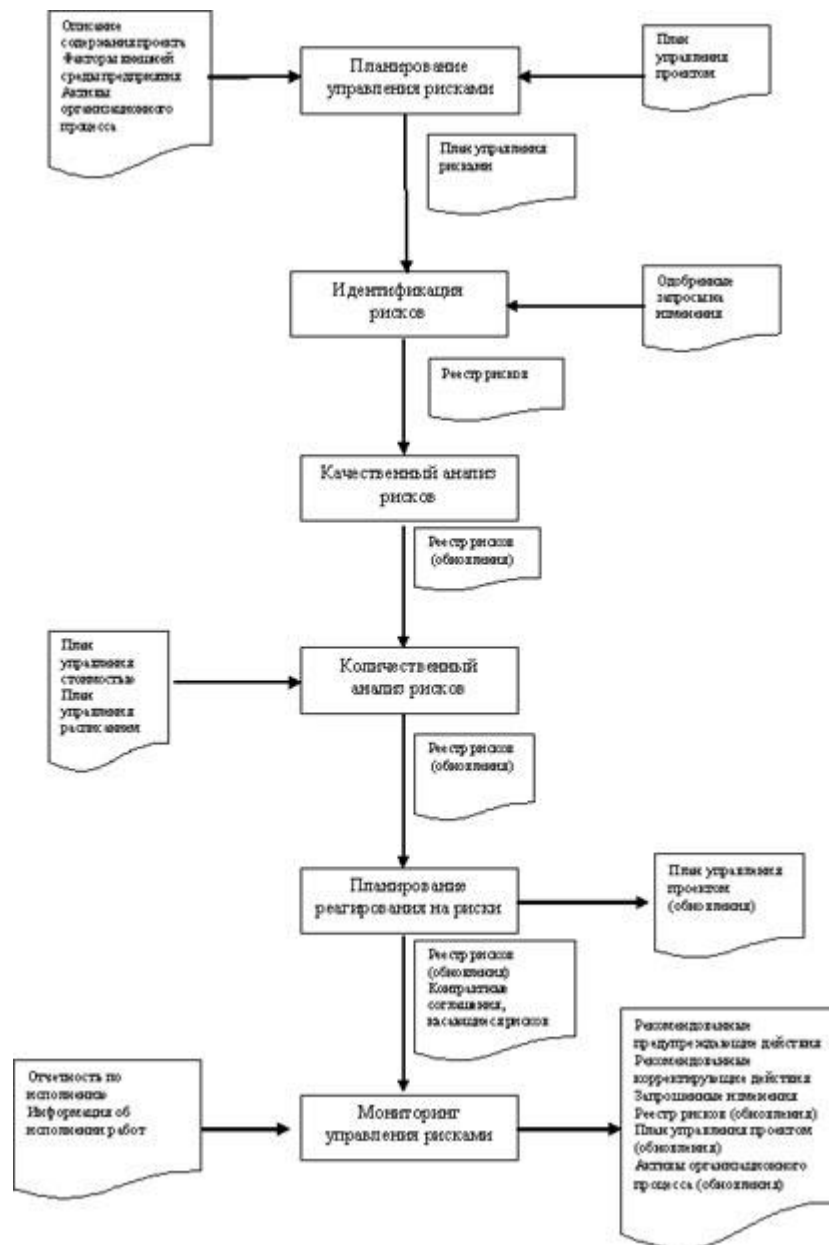 Описание
содержания проекта
Факторы внешней
среды предприятия
Активы
организационного
процесса
Планирование
управления рисками
План
управления
проектом
План управления
рисками
Идентификация
рисков
Одобренные
запросы на
изменения
Реестр рисков
Качественный анализ
рисков
Реестр рисков
(обновления)
План
управления
стоимостью
План
управления
расписанием
Количественный
анализ рисков
Реестр рисков
(обновления)
Планирование
реагирования на риски
План управления
проектом
(обновления)
Реестр рисков
(обновления)
Контрактные
соглашения,
касающиеся рисков
Отчетность по
исполнению
Информация об
исполнении работ
Мониторинг
управления рисками
Рекомендованные
предупреждающие действия
Рекомендованные
корректирующие действия
Запрошенные изменения
Реестр рисков (обновления)
План управления проектом
(обновления)
Активы организационного
процесса (обновления)